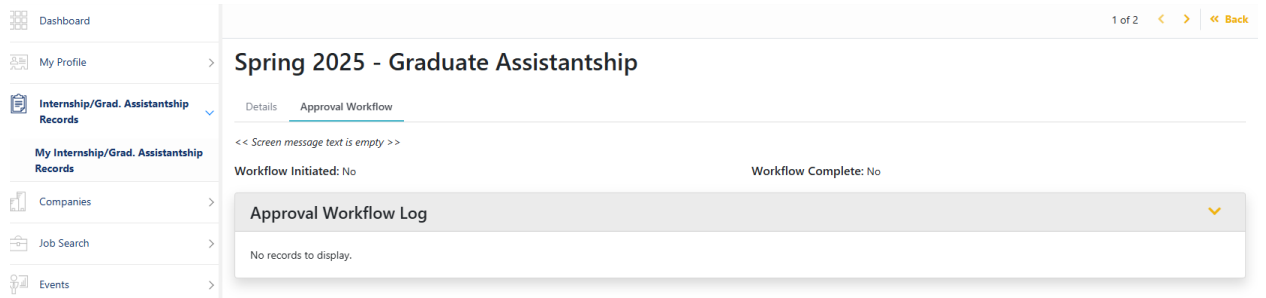 Dashboard
My Profile
Internship/Grad. Assistantship
Records
My Internship/Grad. Assistantship
Records
Companies
Job Search
Events
1 of 2
« Back
Spring 2025 - Graduate Assistantship
Details
Approval Workflow
<< Screen message text is empty >>
Workflow Initiated: No
Workflow Complete: No
Approval Workflow Log
No records to display.